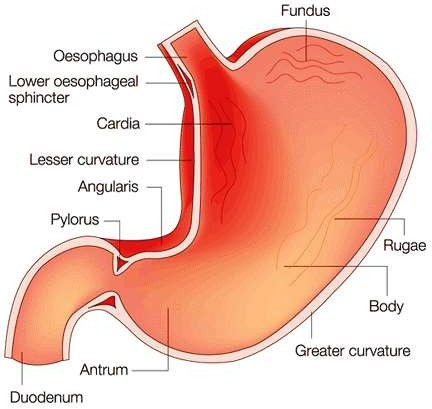 Fundus
Oesophagus
Lower oesophageal
sphincter
Cardia
Lesser curvature
Angularis
Pylorus
Rugae
Body
Greater curvature
Antrum
Duodenum